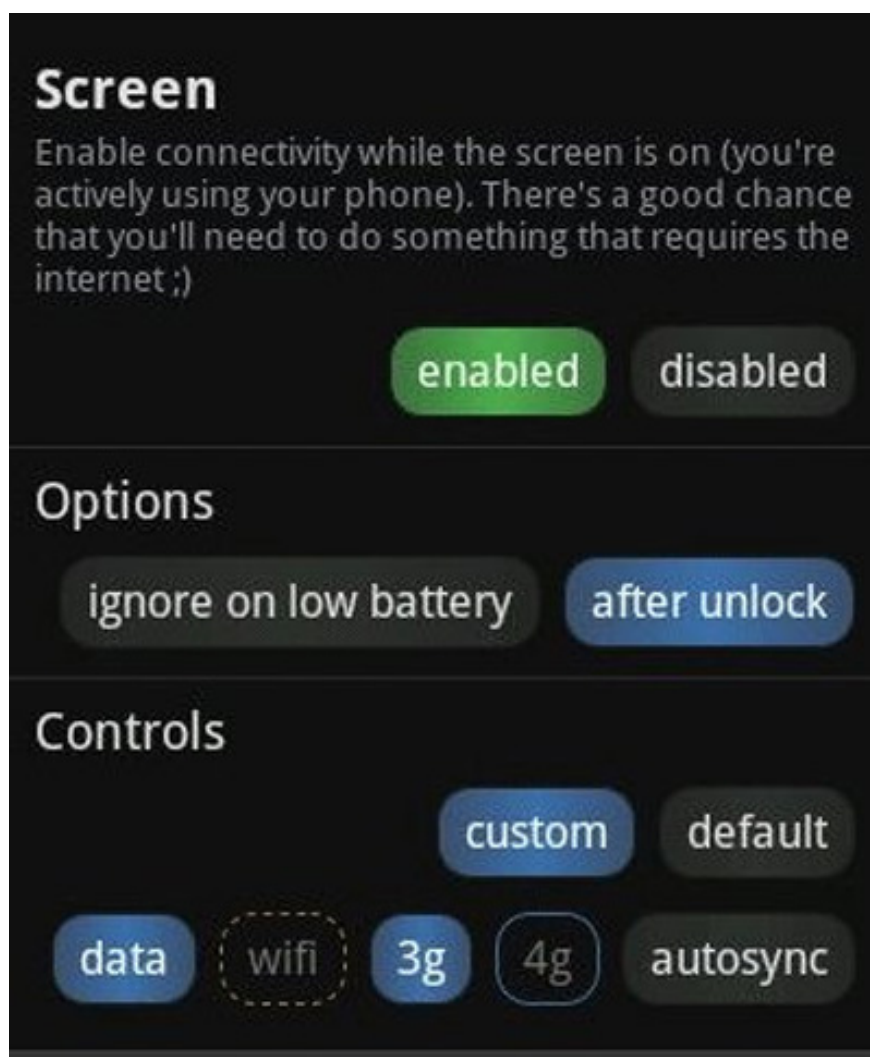 Screen
Enable connectivity while the screen is on (you're
actively using your phone). There's a good chance
that you'll need to do something that requires the
internet ;)
enabled disabled
Options
ignore on low battery after unlock
Controls
custom default
data wifi 3g 4g autosync